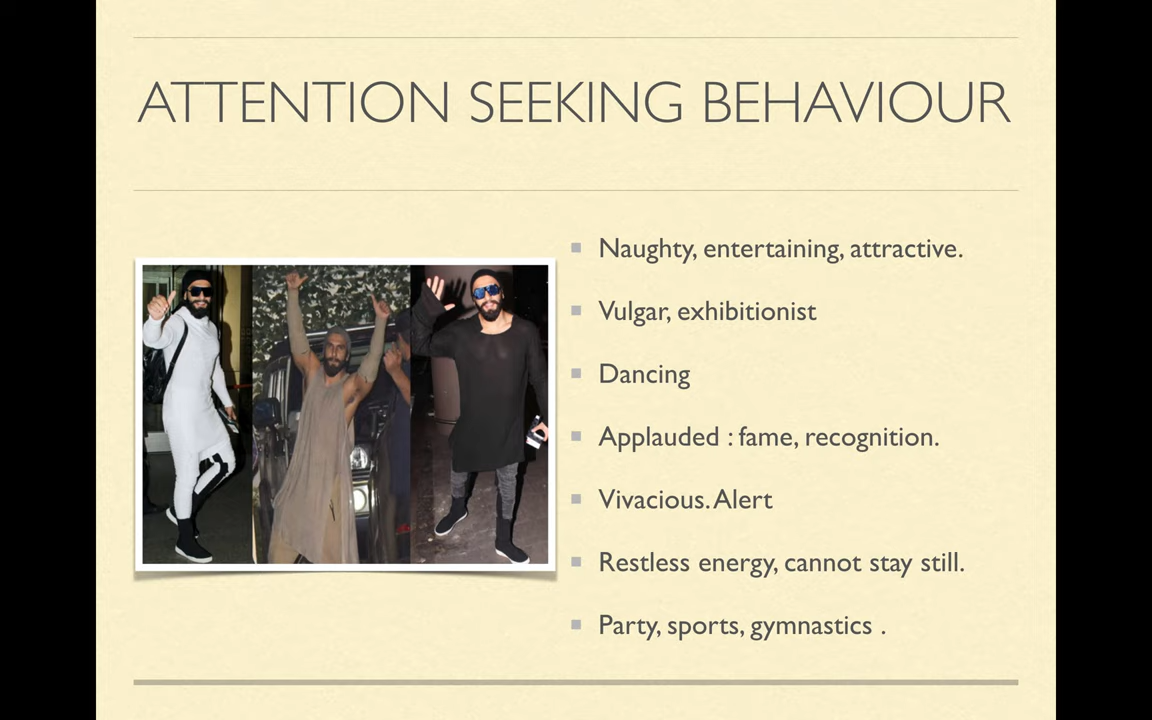 ATTENTION SEEKING BEHAVIOUR
Naughty, entertaining, attractive.
Vulgar, exhibitionist
Dancing
Applauded : fame, recognition.
Vivacious. Alert
Restless energy, cannot stay still.
Party, sports, gymnastics .